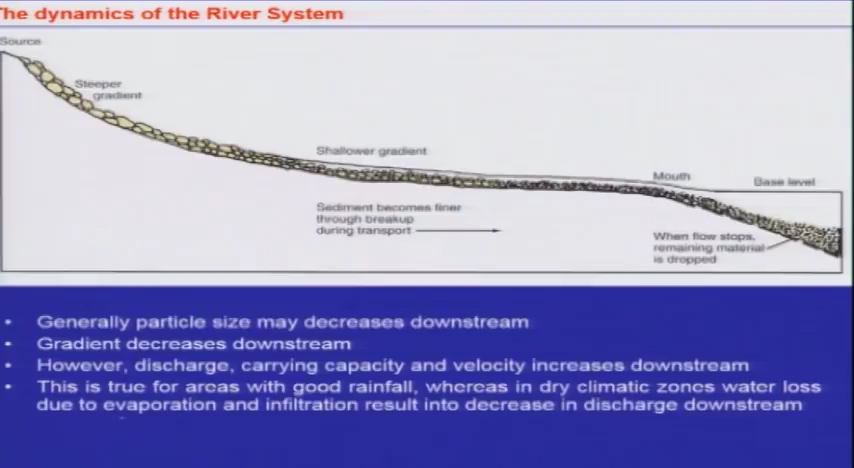 The dynamics of the River System
Source
Steeper
gradient
Shallower gradient
Mouth
Base level
Sediment becomes finer
through breakup
during transport
When flow stops,
remaining material
is dropped
• Generally particle size may decreases downstream
• Gradient decreases downstream
• However, discharge, carrying capacity and velocity increases downstream
• This is true for areas with good rainfall, whereas in dry climatic zones water loss
due to evaporation and infiltration result into decrease in discharge downstream